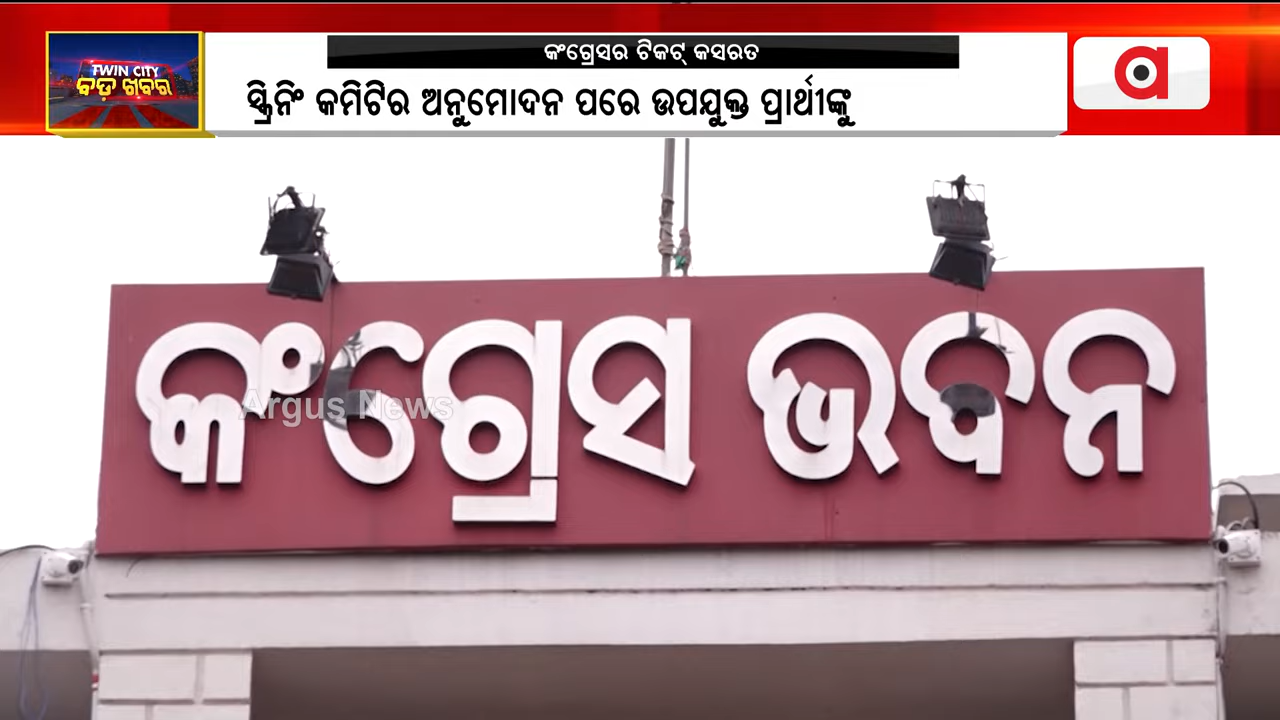 କଂଗ୍ରେସର ଟିକଟ୍ କସରତ
TWIN CITY
ବଡ଼ ଖବର
ସ୍କ୍ରିନିଂ କମିଟିର ଅନୁମୋଦନ ପରେ ଉପଯୁକ୍ତ ପ୍ରାର୍ଥୀଙ୍କୁ
a
କଂଗ୍ରେସ ଭବନ
Argus News